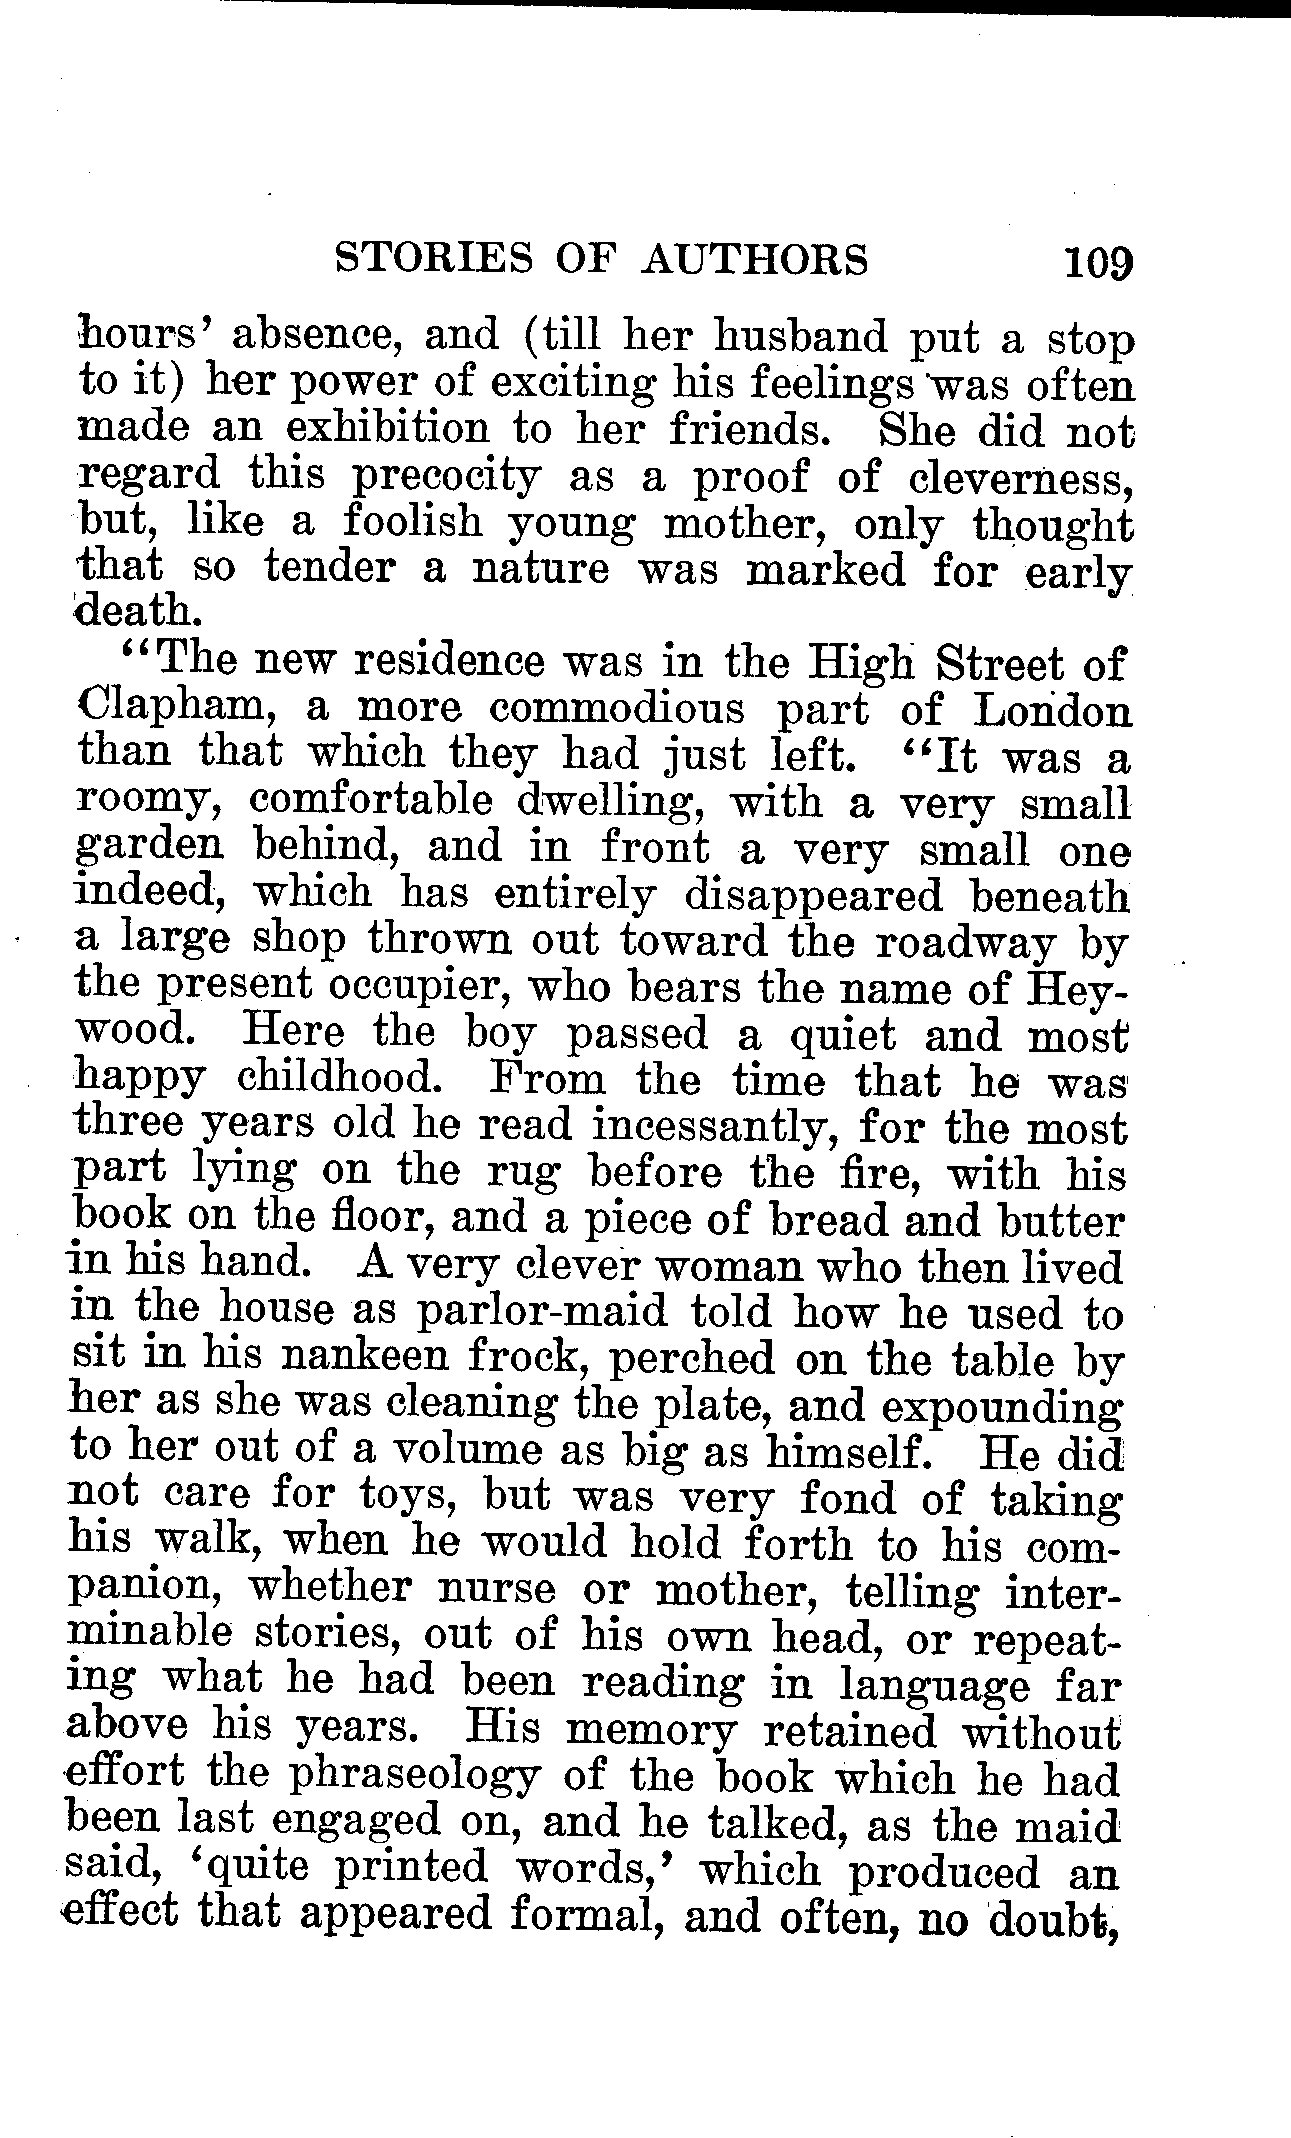 STORIES OF AUTHORS 109
hours' absence, and (till her husband put a stop
to it) her power of exciting his feelings was often
made an exhibition to her friends. She did not
regard this precocity as a proof of cleverness,
but, like a foolish young mother, only thought
that so tender a nature was marked for early
death.
"The new residence was in the High Street of
Clapham, a more commodious part of London
than that which they had just left. "It was a
roomy, comfortable dwelling, with a very small
garden behind, and in front a very small one
indeed, which has entirely disappeared beneath
a large shop thrown out toward the roadway by
the present occupier, who bears the name of Hey-
wood. Here the boy passed a quiet and most
happy childhood. From the time that he was
three years old he read incessantly, for the most
part lying on the rug before the fire, with his
book on the floor, and a piece of bread and butter
in his hand. A very clever woman who then lived
in the house as parlor-maid told how he used to
sit in his nankeen frock, perched on the table by
her as she was cleaning the plate, and expounding
to her out of a volume as big as himself. He did
not care for toys, but was very fond of taking
his walk, when he would hold forth to his com-
panion, whether nurse or mother, telling inter-
minable stories, out of his own head, or repeat-
ing what he had been reading in language far
above his years. His memory retained without
effort the phraseology of the book which he had
been last engaged on, and he talked, as the maid
said, 'quite printed words,' which produced an
effect that appeared formal, and often, no doubt,